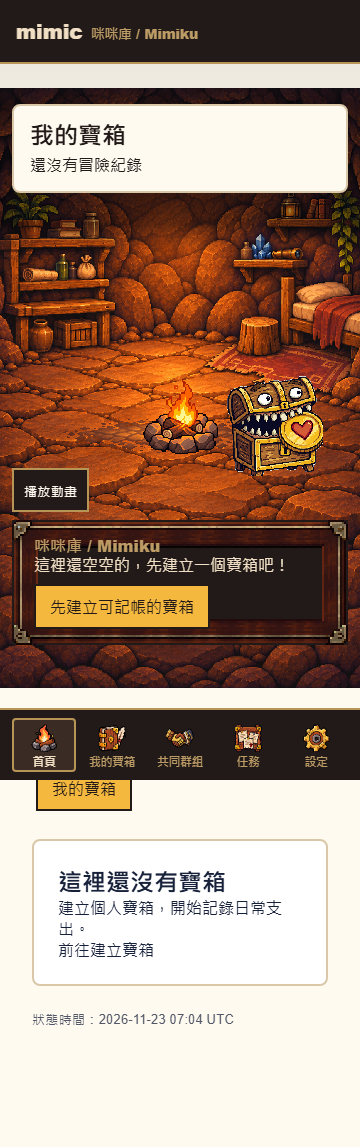 mimic 咪咪庫 / Mimiku
我的寶箱
還沒有冒險紀錄
播放動畫
咪咪庫 / Mimiku
這裡還空空的，先建立一個寶箱吧！
先建立可記帳的寶箱
首頁
我的寶箱
共同群組
任務
設定
我的寶箱
這裡還沒有寶箱
建立個人寶箱，開始記錄日常支
出。
前往建立寶箱
狀態時間：2026-11-23 07:04 UTC